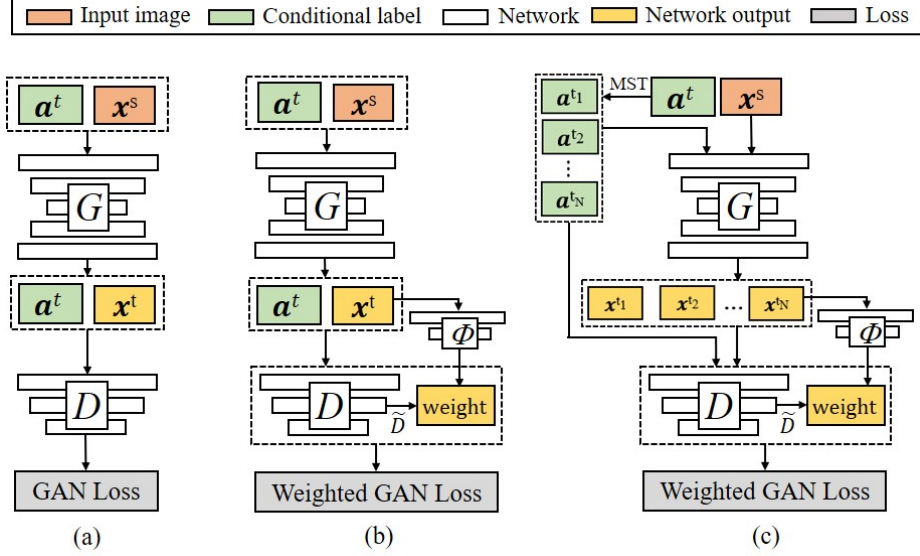 Input image Conditional label Network Network output Loss
a^t x^s
G
a^t x^t
D
GAN Loss
(a)
a^t x^s
G
a^t x^t
Φ
D D̃ weight
Weighted GAN Loss
(b)
a^t1 MST a^t x^s
a^t2
⋮
a^tN
G
x^t1 x^t2 ... x^tN
Φ
D D̃ weight
Weighted GAN Loss
(c)